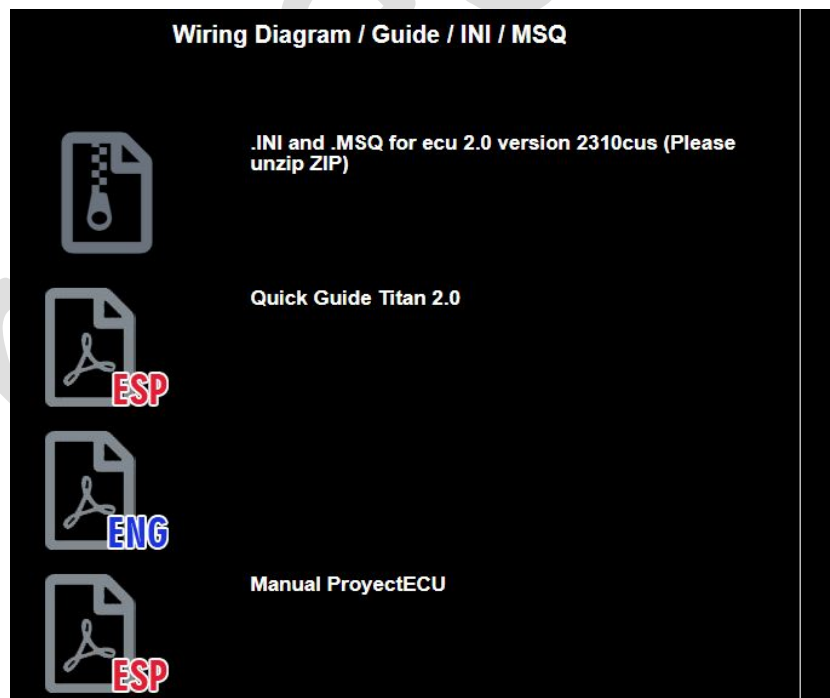 Wiring Diagram / Guide / INI / MSQ
.INI and .MSQ for ecu 2.0 version 2310cus (Please
unzip ZIP)
Quick Guide Titan 2.0
ESP
ENG
Manual ProyectECU
ESP